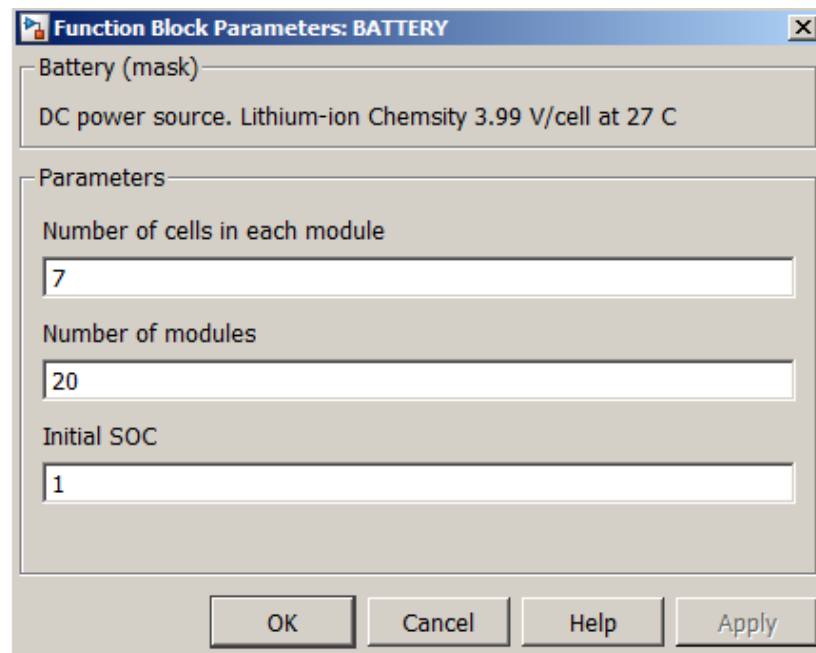 Function Block Parameters: BATTERY
Battery (mask)
DC power source. Lithium-ion Chemsity 3.99 V/cell at 27 C
Parameters
Number of cells in each module
7
Number of modules
20
Initial SOC
1
OK Cancel Help Apply